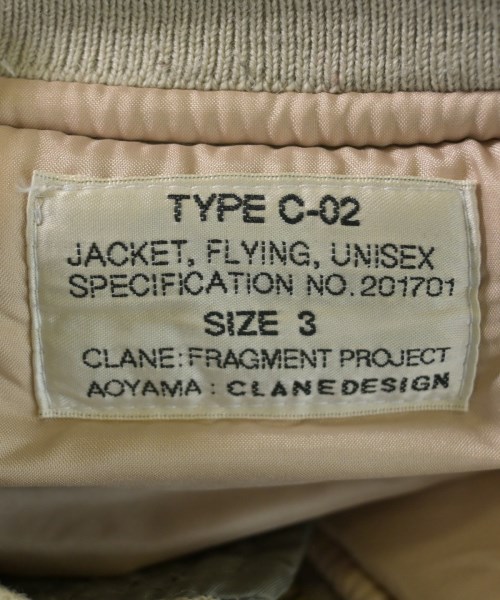 TYPE C-02
JACKET, FLYING, UNISEX
SPECIFICATION NO. 201701
SIZE 3
CLANE: FRAGMENT PROJECT
AOYAMA : CLANEDESIGN